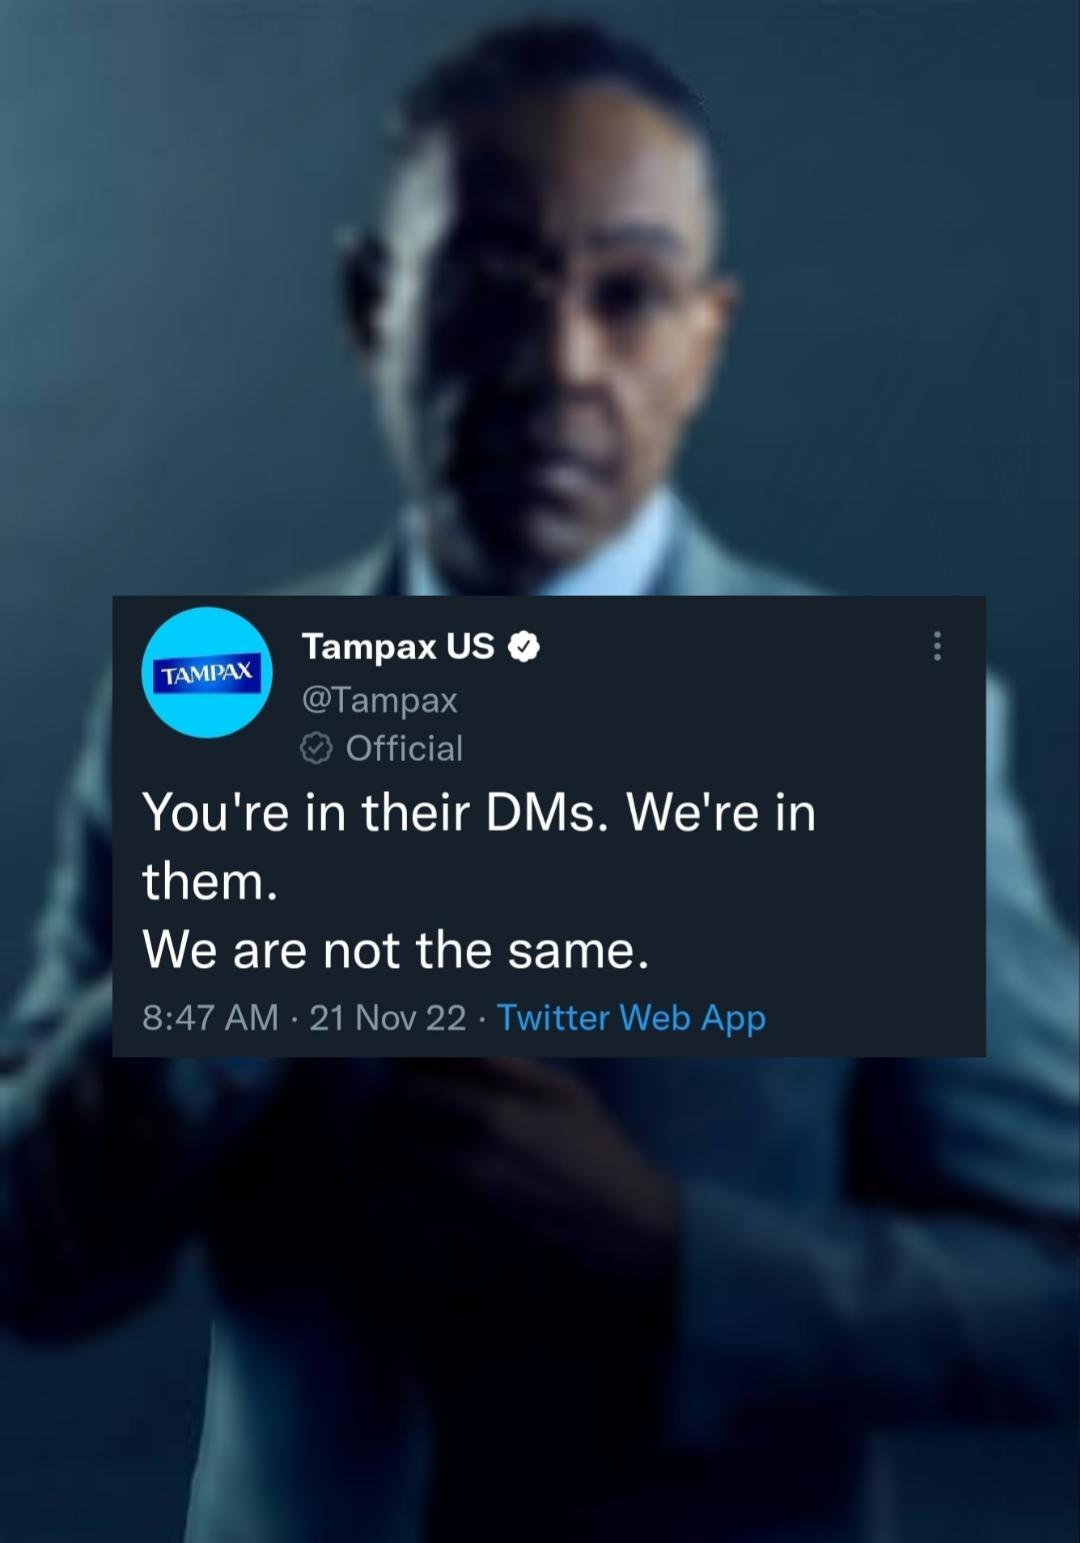 TAMPAX
Tampax US
@Tampax
Official
You're in their DMs. We're in
them.
We are not the same.
8:47 AM · 21 Nov 22 · Twitter Web App